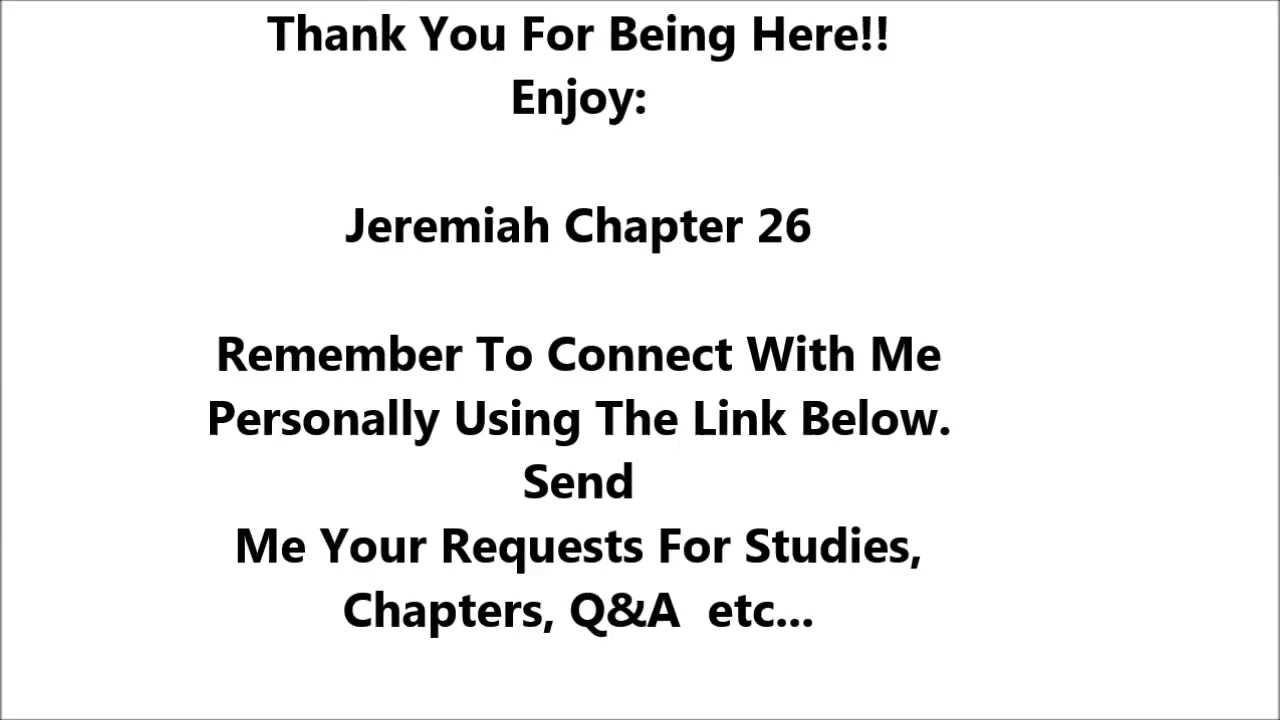 Thank You For Being Here!!
Enjoy:
Jeremiah Chapter 26
Remember To Connect With Me
Personally Using The Link Below.
Send
Me Your Requests For Studies,
Chapters, Q&A  etc...